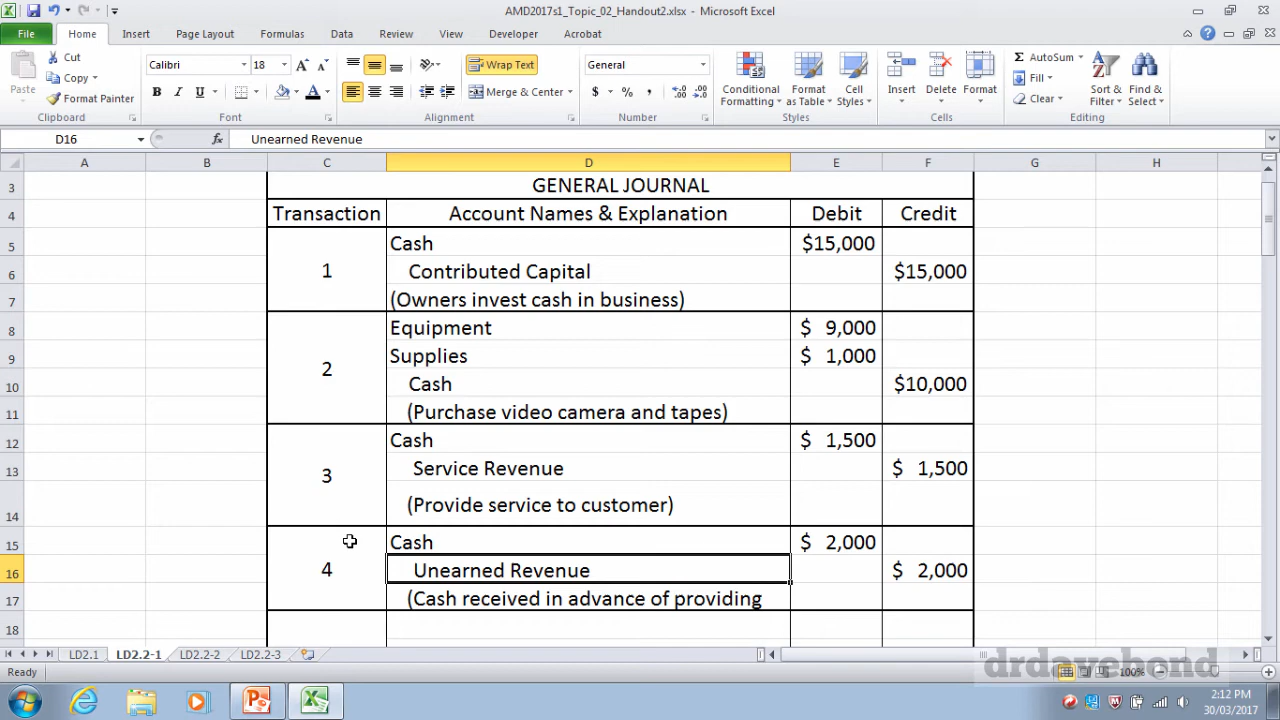 AMD2017s1_Topic_02_Handout2.xlsx - Microsoft Excel
File Home Insert Page Layout Formulas Data Review View Developer Acrobat
Paste
Cut
Copy
Format Painter
Clipboard
Calibri 18
B I U
Font
Wrap Text
Merge & Center
Alignment
General
$ % ,
Number
Conditional Formatting
Format as Table
Cell Styles
Styles
Insert Delete Format
Cells
AutoSum
Fill
Clear
Sort & Filter
Find & Select
Editing
D16 fx Unearned Revenue
A B C D E F G H
3 GENERAL JOURNAL
4 Transaction Account Names & Explanation Debit Credit
5 Cash $15,000
6 1 Contributed Capital $15,000
7 (Owners invest cash in business)
8 Equipment $ 9,000
9 2 Supplies $ 1,000
10 Cash $10,000
11 (Purchase video camera and tapes)
12 Cash $ 1,500
13 3 Service Revenue $ 1,500
14 (Provide service to customer)
15 Cash $ 2,000
16 4 Unearned Revenue $ 2,000
17 (Cash received in advance of providing
18
LD2.1 LD2.2-1 LD2.2-2 LD2.2-3
drdavebond
Ready 100%
2:12 PM
30/03/2017